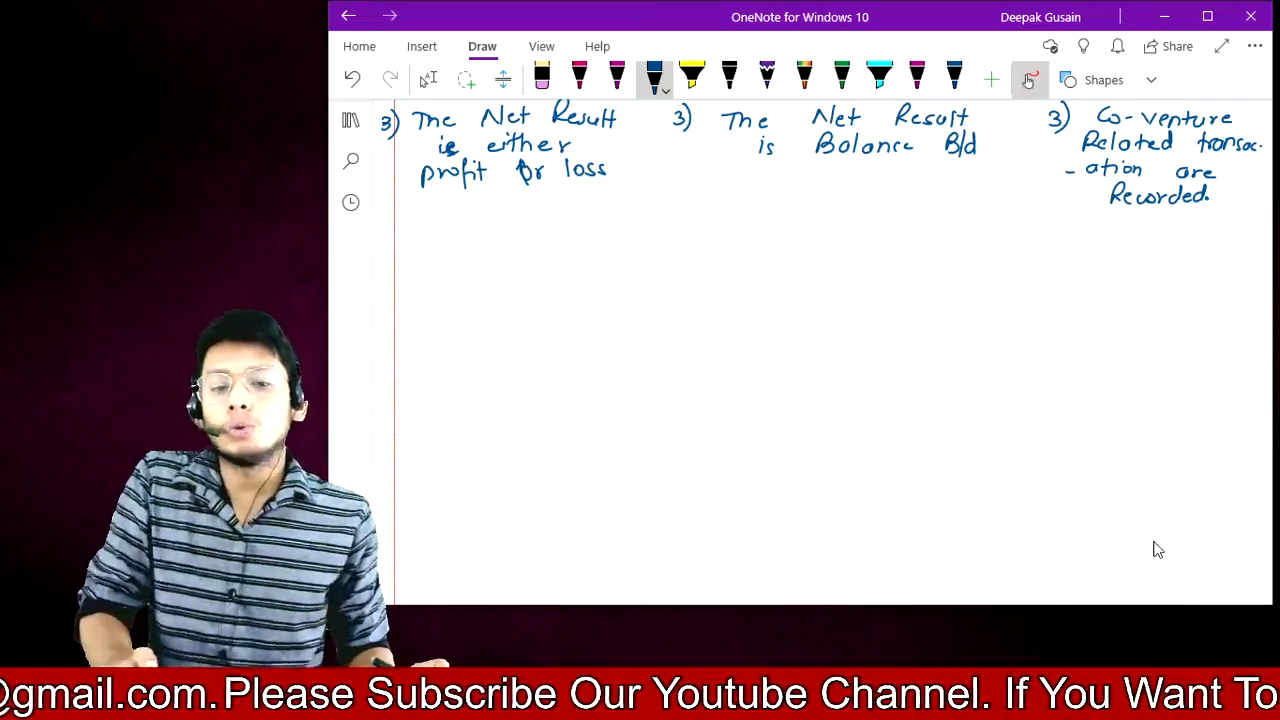 OneNote for Windows 10
Deepak Gusain
Home Insert Draw View Help
Share
Shapes
3) The Net Result
is either
profit Or loss
3) The Net Result
is Balance B/d
3) Co-venture
Related transac-
- ation are
Recorded.
@gmail.com.Please Subscribe Our Youtube Channel. If You Want To